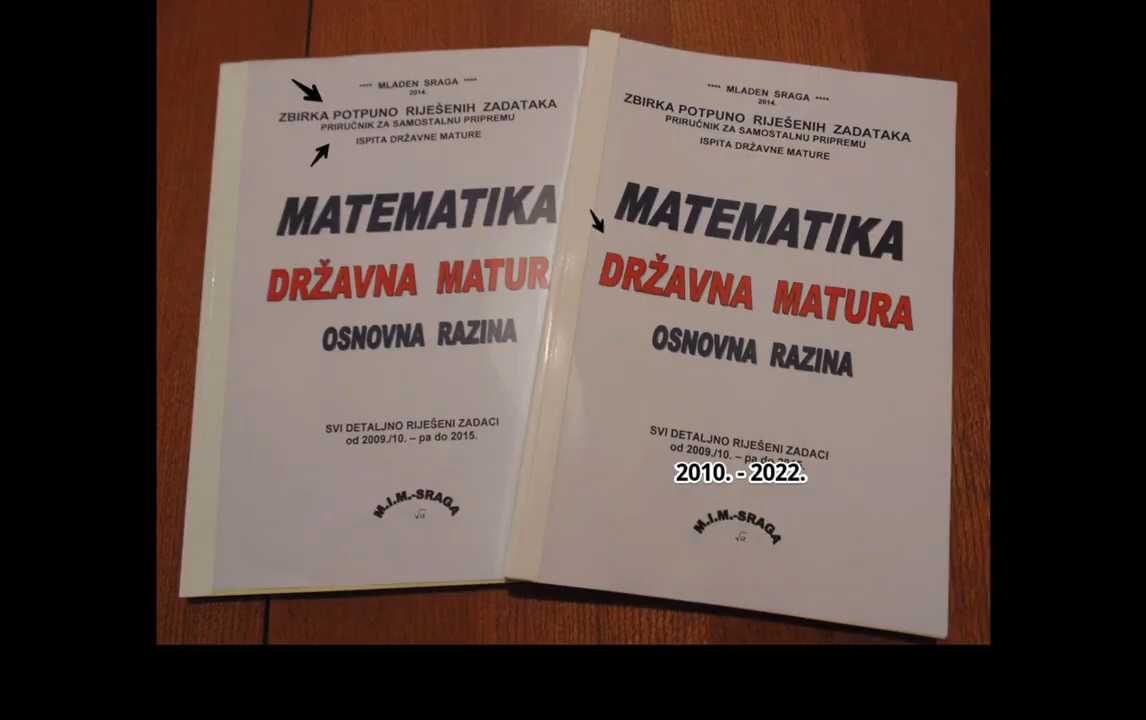 **** MLADEN SRAGA ****
2014.
ZBIRKA POTPUNO RIJEŠENIH ZADATAKA
PRIRUČNIK ZA SAMOSTALNU PRIPREMU
ISPITA DRŽAVNE MATURE
MATEMATIKA
DRŽAVNA MATUR
OSNOVNA RAZINA
SVI DETALJNO RIJEŠENI ZADACI
od 2009./10. – pa do 2015.
M.I.M.-SRAGA
√a
**** MLADEN SRAGA ****
2014.
ZBIRKA POTPUNO RIJEŠENIH ZADATAKA
PRIRUČNIK ZA SAMOSTALNU PRIPREMU
ISPITA DRŽAVNE MATURE
MATEMATIKA
DRŽAVNA MATURA
OSNOVNA RAZINA
SVI DETALJNO RIJEŠENI ZADACI
od 2009./10. – pa do 2015.
2010. - 2022.
M.I.M.-SRAGA
√a